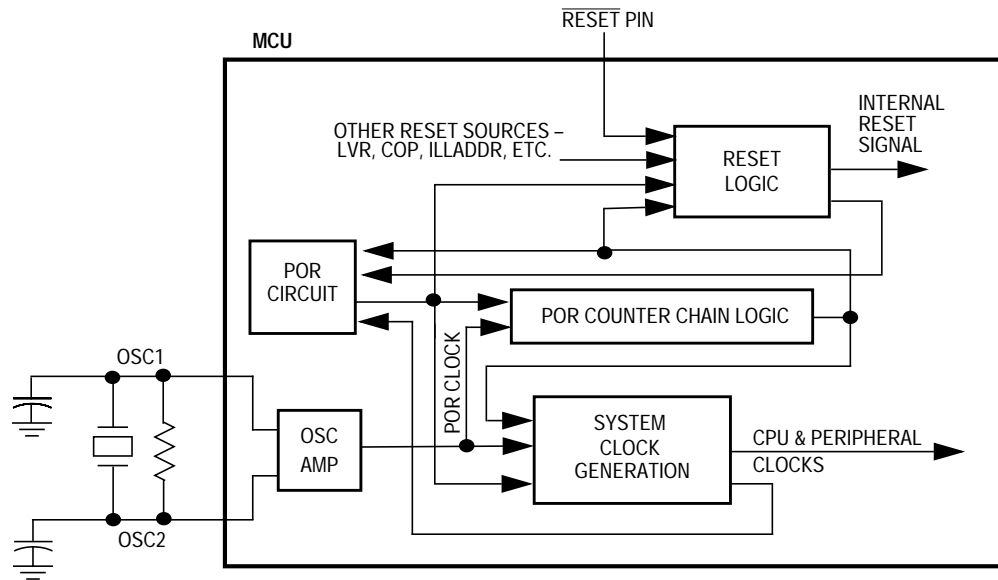 RESET PIN
MCU
OTHER RESET SOURCES –
LVR, COP, ILLADDR, ETC.
RESET
LOGIC
INTERNAL
RESET
SIGNAL
POR
CIRCUIT
POR COUNTER CHAIN LOGIC
POR CLOCK
OSC1
OSC
AMP
OSC2
SYSTEM
CLOCK
GENERATION
CPU & PERIPHERAL
CLOCKS